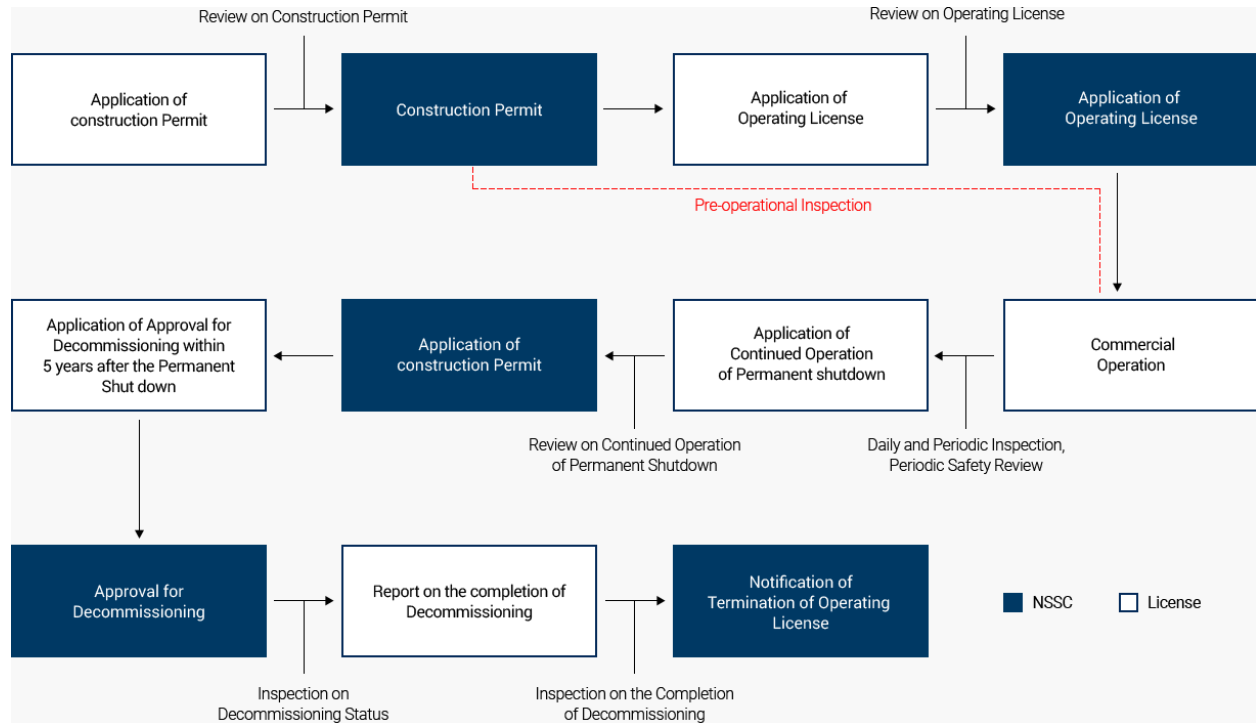 Review on Construction Permit
Review on Operating License
Application of
construction Permit
Construction Permit
Application of
Operating License
Application of
Operating License
Pre-operational Inspection
Application of Approval for
Decommissioning within
5 years after the Permanent
Shut down
Application of
construction Permit
Application of
Continued Operation
of Permanent shutdown
Commercial
Operation
Review on Continued Operation
of Permanent Shutdown
Daily and Periodic Inspection,
Periodic Safety Review
Approval for
Decommissioning
Report on the completion of
Decommissioning
Notification of
Termination of Operating
License
NSSC
License
Inspection on
Decommissioning Status
Inspection on the Completion
of Decommissioning